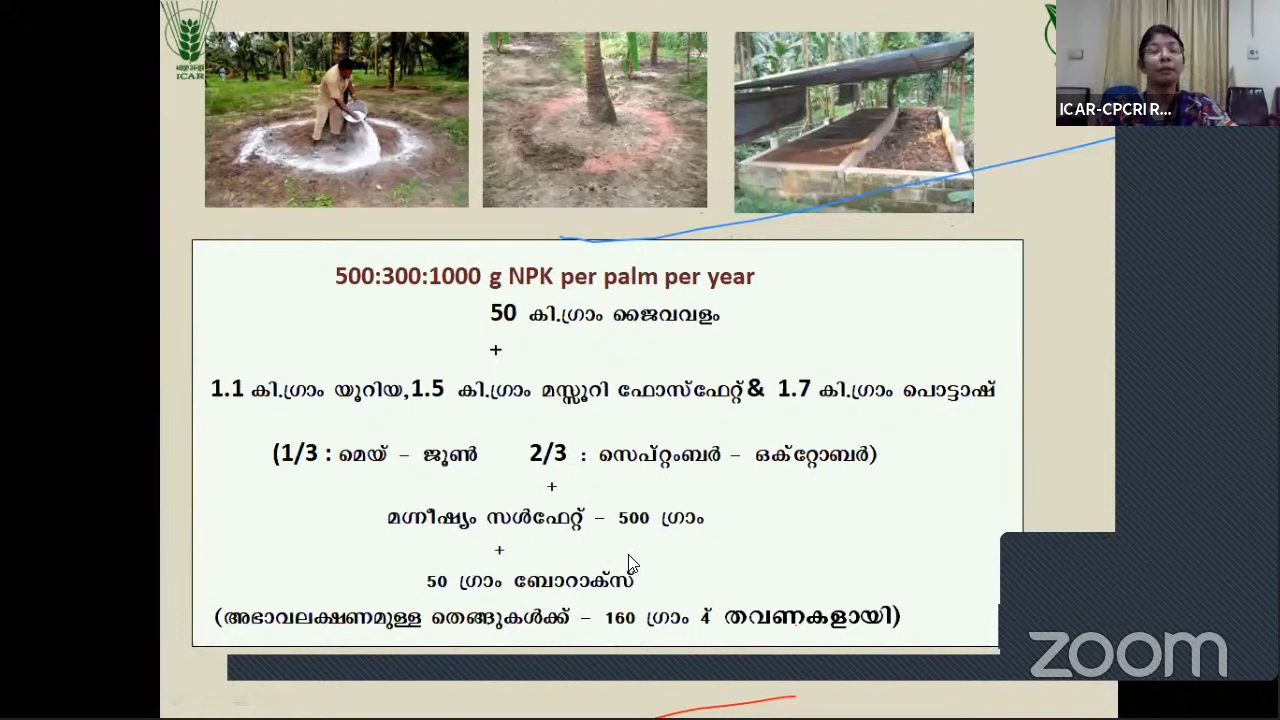 ICAR
ICAR-CPCRI R...
500:300:1000 g NPK per palm per year
50 കി.ഗ്രാം ജൈവവളം
+
1.1 കി.ഗ്രാം യൂറിയ,1.5 കി.ഗ്രാം മസ്സൂറി ഫോസ്ഫേറ്റ് & 1.7 കി.ഗ്രാം പൊട്ടാഷ്
(1/3 : മെയ് – ജൂൺ 2/3 : സെപ്റ്റംബർ – ഒക്ടോബർ)
+
മഗ്നീഷ്യം സൾഫേറ്റ് – 500 ഗ്രാം
+
50 ഗ്രാം ബോറാക്സ്
(അഭാവലക്ഷണമുള്ള തെങ്ങുകൾക്ക് – 160 ഗ്രാം 4 തവണകളായി)
zoom